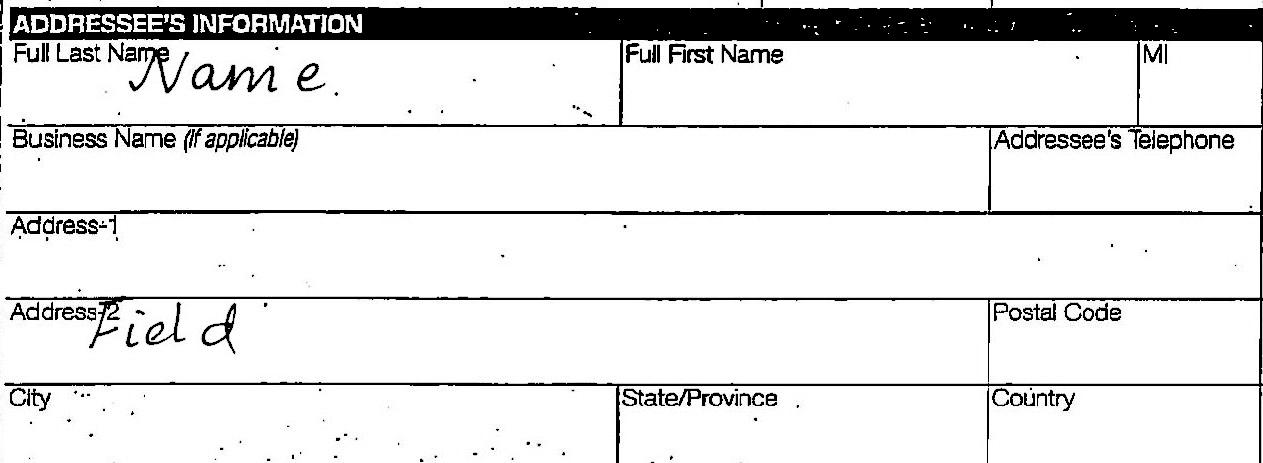 ADDRESSEE'S INFORMATION
Full Last Name Full First Name MI
Name
Business Name (if applicable) Addressee's Telephone
Address-1
Address-2 Postal Code
Field
City State/Province Country